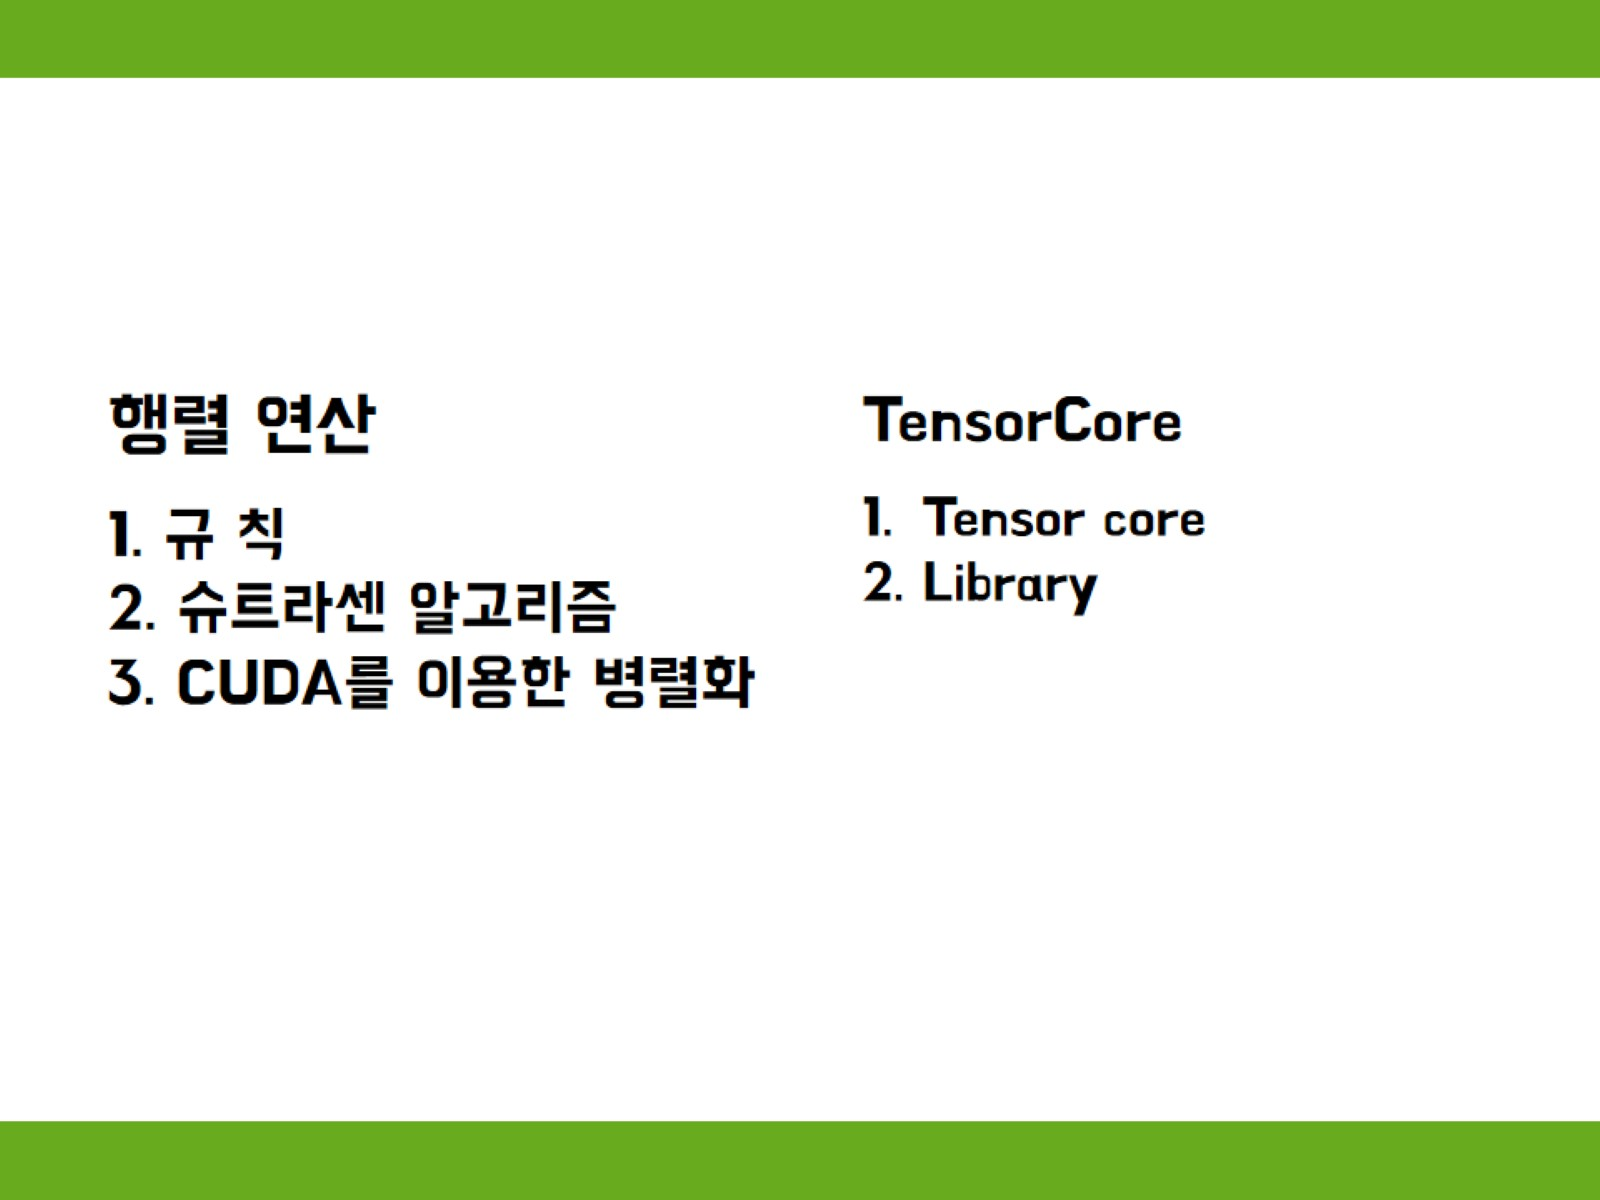 행렬 연산
1. 규 칙
2. 슈트라센 알고리즘
3. CUDA를 이용한 병렬화
TensorCore
1. Tensor core
2. Library